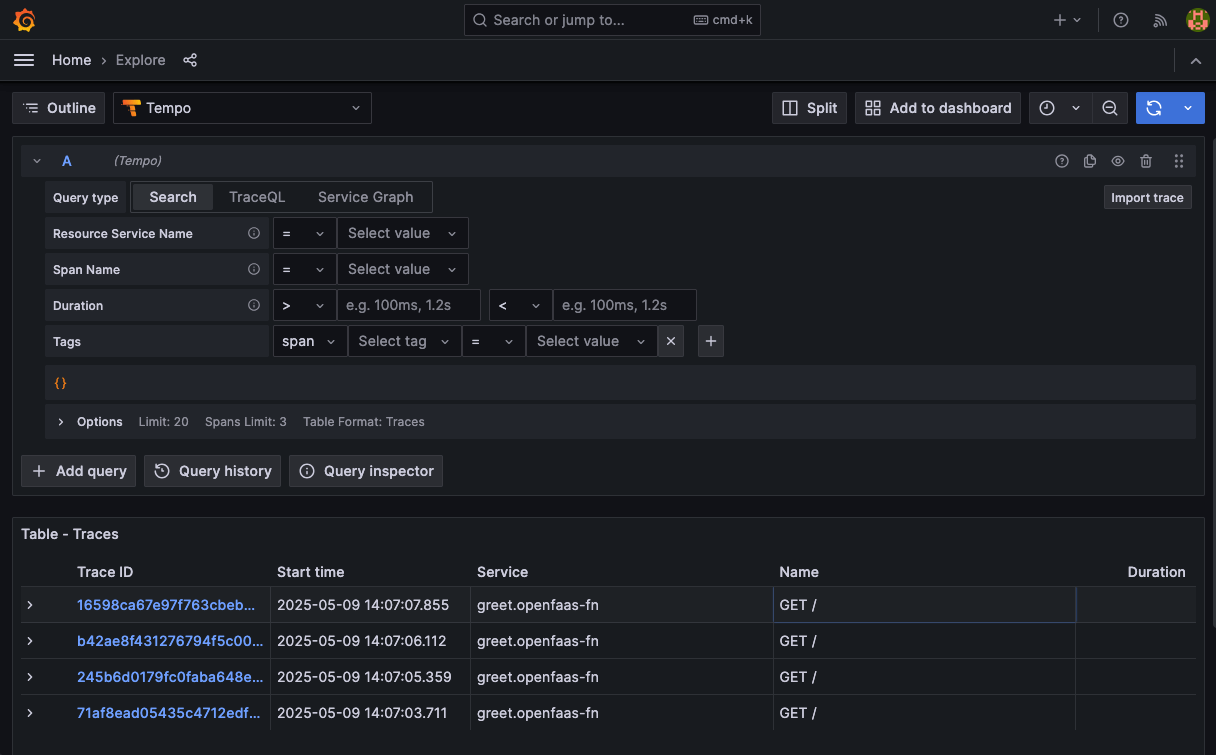 Search or jump to... cmd+k
Home › Explore
Outline Tempo Split Add to dashboard
A (Tempo)
Query type Search TraceQL Service Graph Import trace
Resource Service Name = Select value
Span Name = Select value
Duration > e.g. 100ms, 1.2s < e.g. 100ms, 1.2s
Tags span Select tag = Select value
{}
Options Limit: 20 Spans Limit: 3 Table Format: Traces
Add query Query history Query inspector
Table - Traces
Trace ID Start time Service Name Duration
16598ca67e97f763cbeb... 2025-05-09 14:07:07.855 greet.openfaas-fn GET /
b42ae8f431276794f5c00... 2025-05-09 14:07:06.112 greet.openfaas-fn GET /
245b6d0179fc0faba648e... 2025-05-09 14:07:05.359 greet.openfaas-fn GET /
71af8ead05435c4712edf... 2025-05-09 14:07:03.711 greet.openfaas-fn GET /